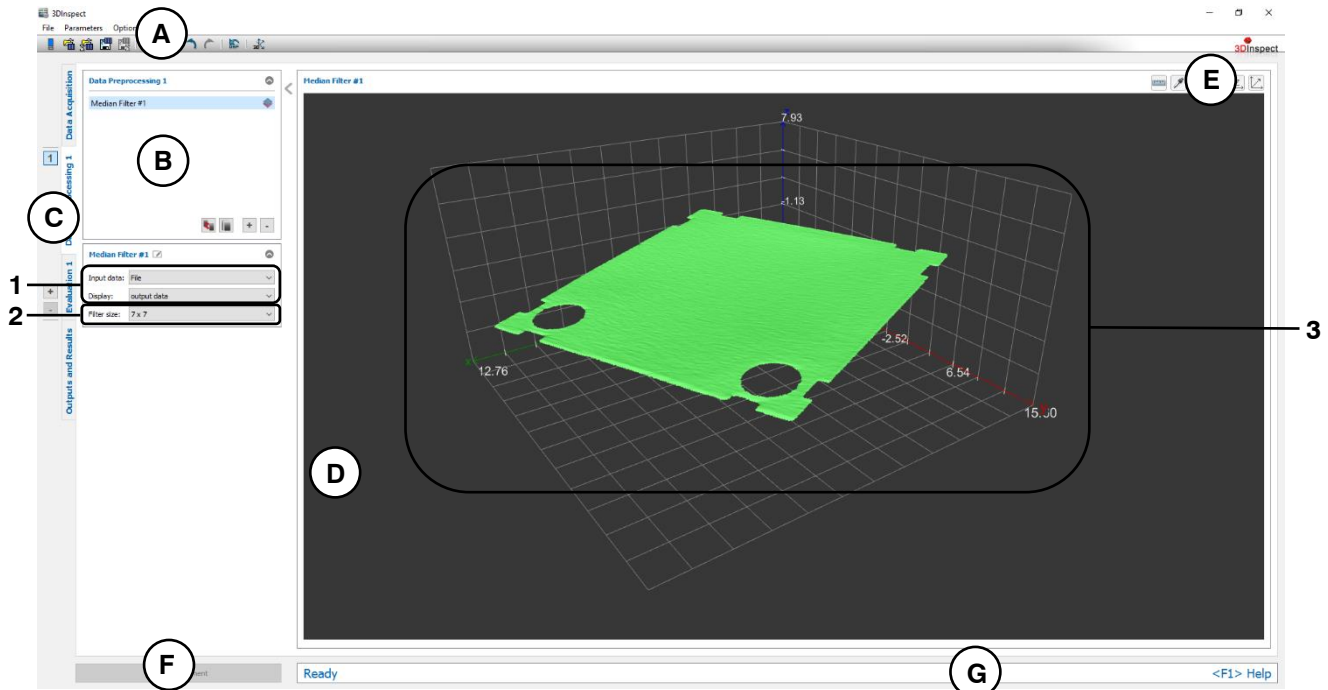 3DInspect
File Parameters
A
3DInspect
Data Acquisition
Data Preprocessing 1
Median Filter #1
E
Median Filter #1
B
1
C
+ -
7.93
-1.13
-2.52
6.54
15.
12.76
Median Filter #1
1
Input data: File
Display: output data
2
Filter size: 7 x 7
3
+
-
Evaluation 1
Outputs and Results
D
F
Ready
G
<F1> Help